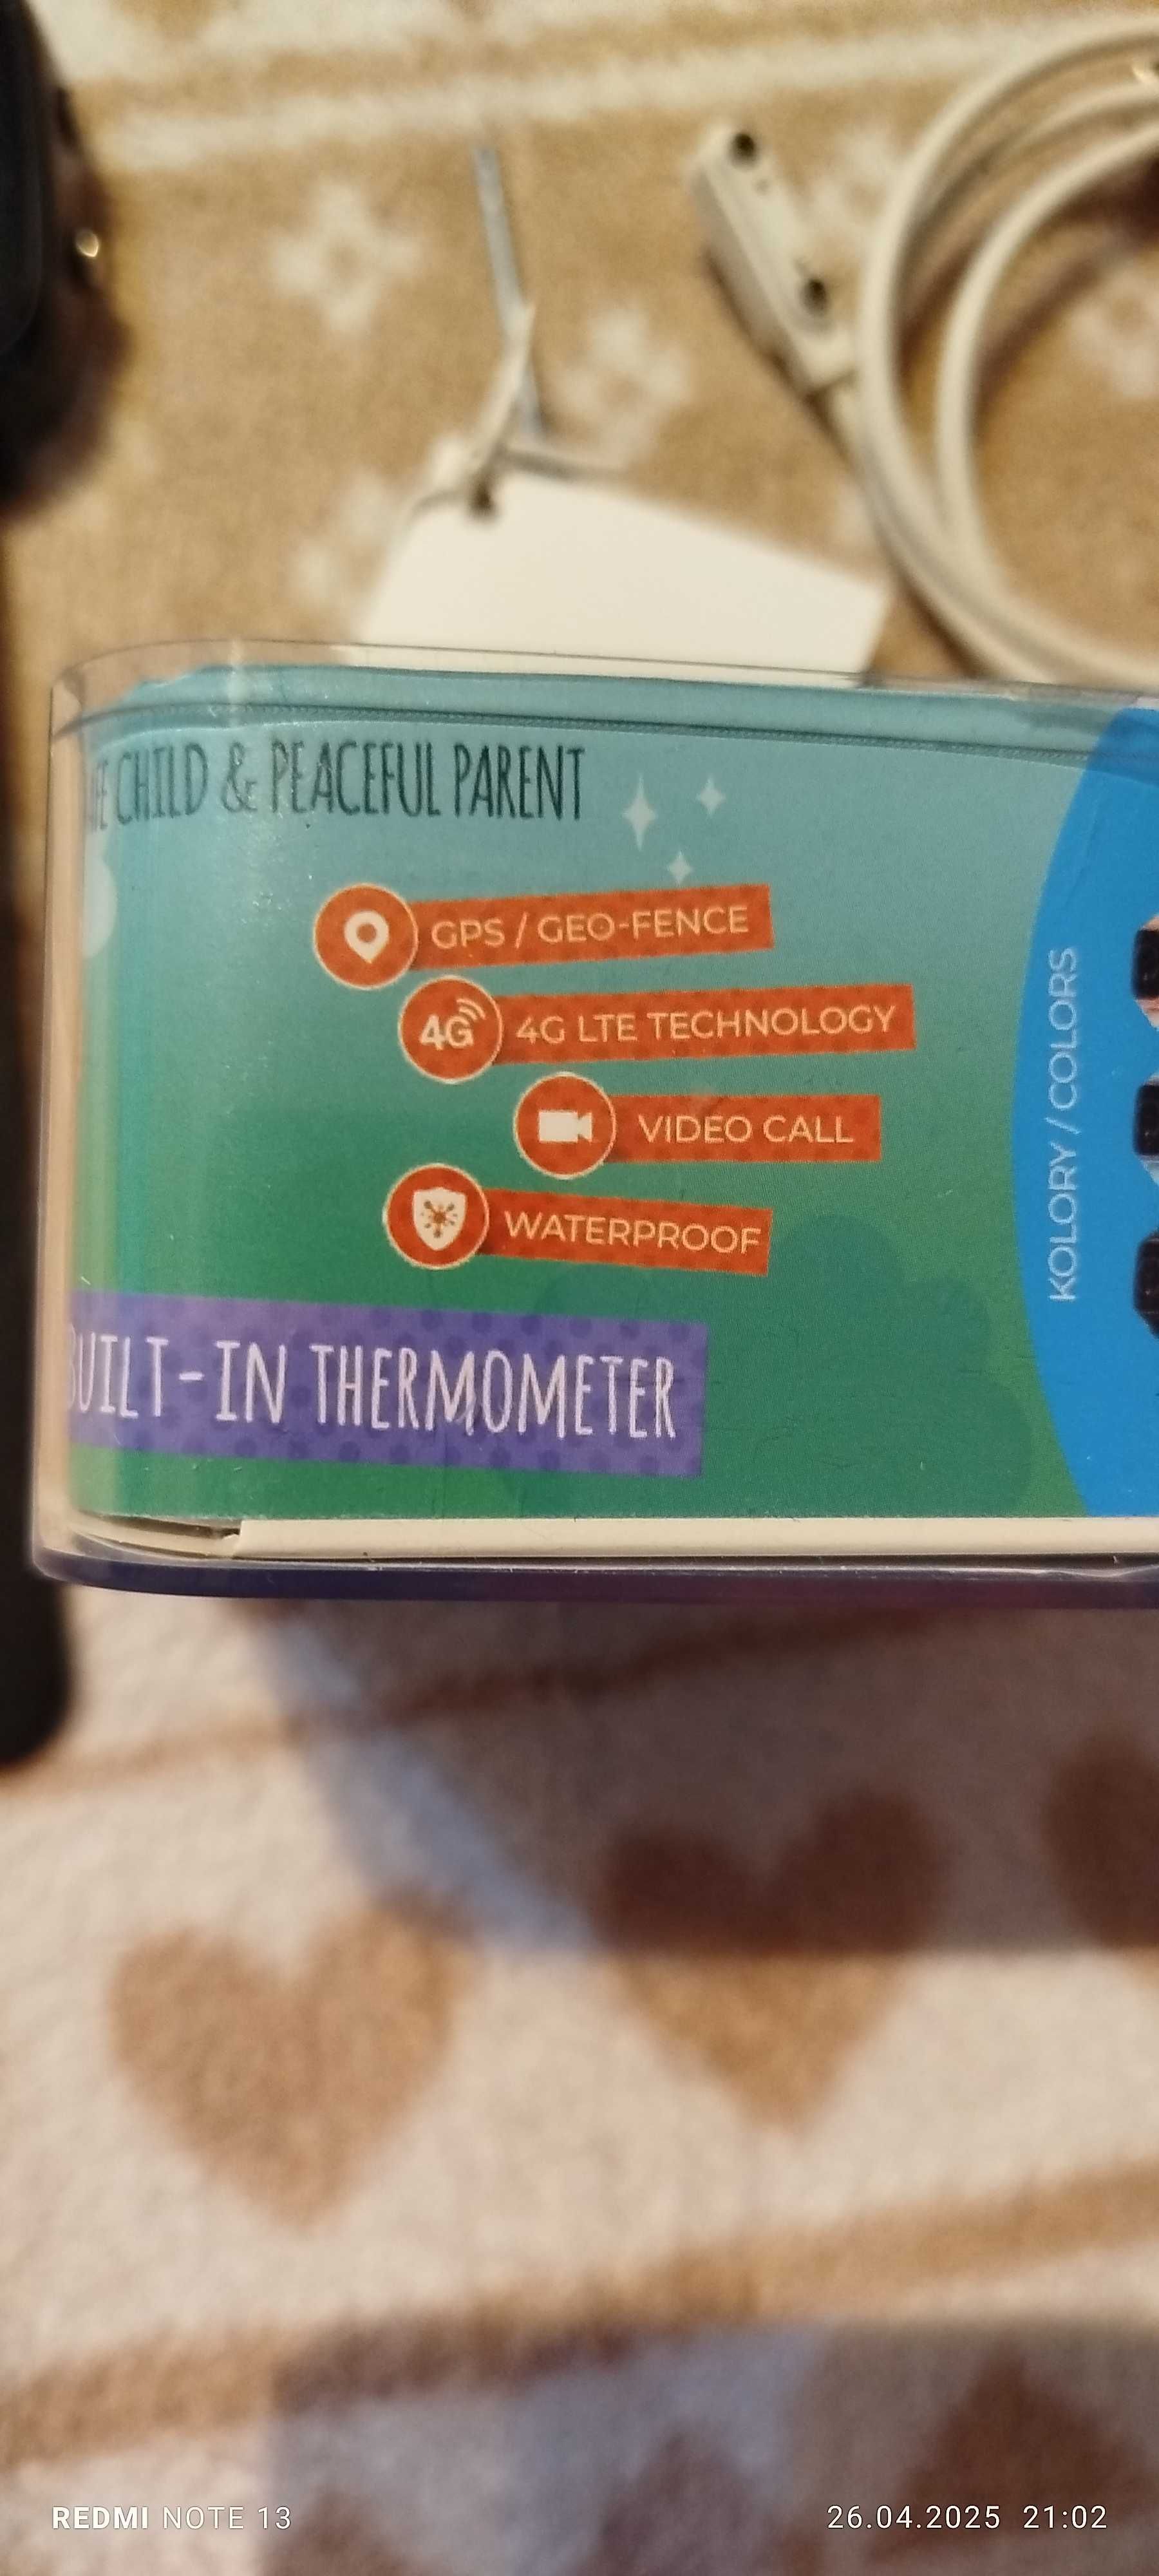 CHILD & PEACEFUL PARENT
GPS / GEO-FENCE
4G
4G LTE TECHNOLOGY
VIDEO CALL
WATERPROOF
BUILT-IN THERMOMETER
KOLORY / COLORS
REDMI NOTE 13
26.04.2025 21:02